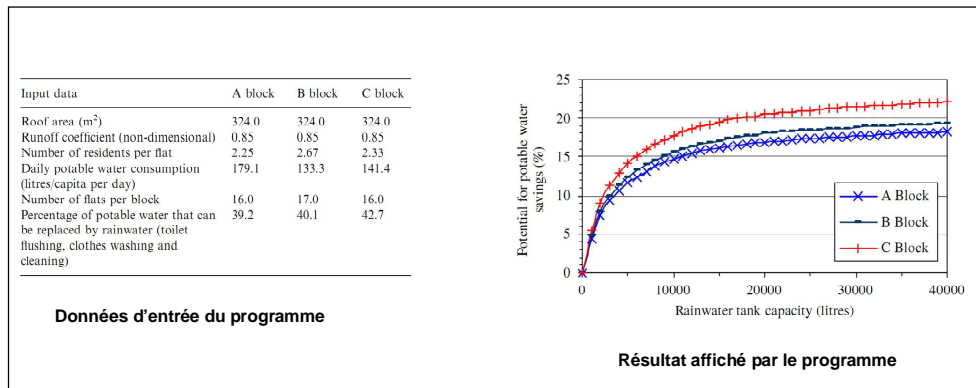 Input data A block B block C block
Roof area (m²) 324.0 324.0 324.0
Runoff coefficient (non-dimensional) 0.85 0.85 0.85
Number of residents per flat 2.25 2.67 2.33
Daily potable water consumption 179.1 133.3 141.4
(litres/capita per day)
Number of flats per block 16.0 17.0 16.0
Percentage of potable water that can 39.2 40.1 42.7
be replaced by rainwater (toilet
flushing, clothes washing and
cleaning)
Données d'entrée du programme
Potential for potable water
savings (%)
25
20
15
10
5
0
A Block
B Block
C Block
0 10000 20000 30000 40000
Rainwater tank capacity (litres)
Résultat affiché par le programme